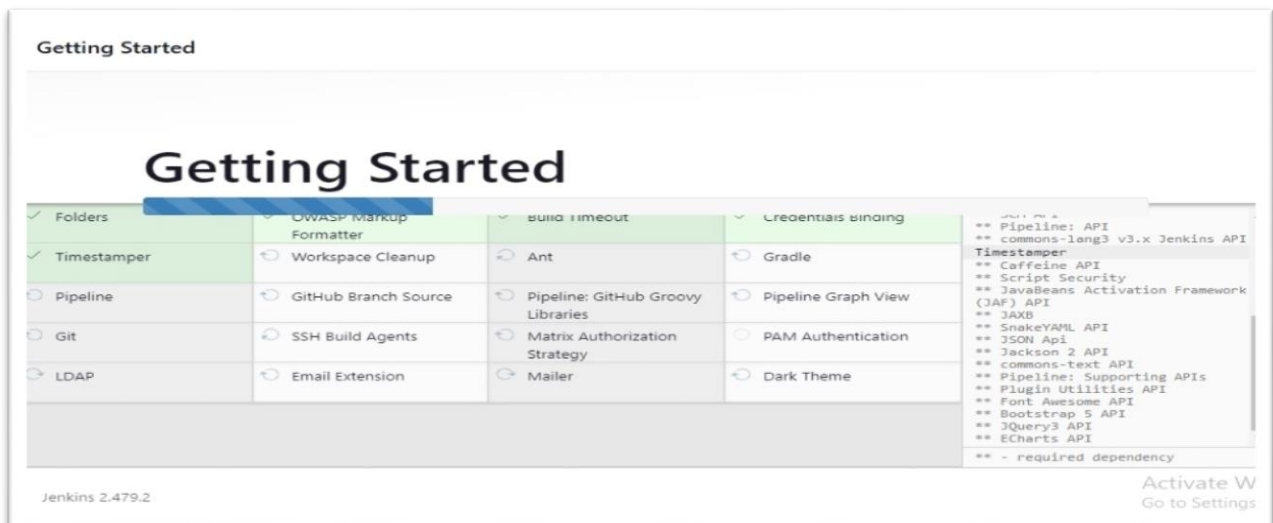 Getting Started
Getting Started
Folders
OWASP Markup
Formatter
Build Timeout
Credentials Binding
Timestamper
Workspace Cleanup
Ant
Gradle
Pipeline
GitHub Branch Source
Pipeline: GitHub Groovy
Libraries
Pipeline Graph View
Git
SSH Build Agents
Matrix Authorization
Strategy
PAM Authentication
LDAP
Email Extension
Mailer
Dark Theme
** SCM API
** Pipeline: API
** commons-lang3 v3.x Jenkins API
Timestamper
** Caffeine API
** Script Security
** JavaBeans Activation Framework
(JAF) API
** JAXB
** SnakeYAML API
** JSON Api
** Jackson 2 API
** commons-text API
** Pipeline: Supporting APIs
** Plugin Utilities API
** Font Awesome API
** Bootstrap 5 API
** JQuery3 API
** ECharts API
** - required dependency
Jenkins 2.479.2
Activate W
Go to Settings